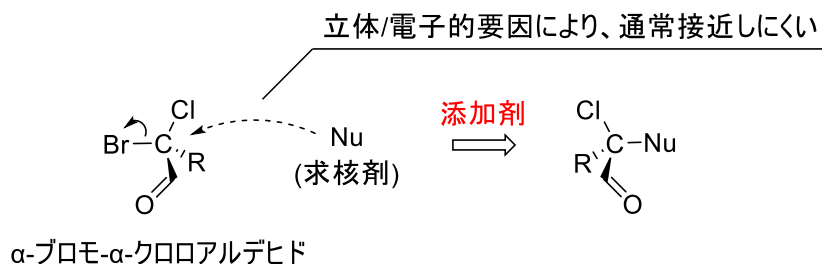 立体/電子的要因により、通常接近しにくい
Cl
Br
C
R
O
Nu
(求核剤)
添加剤
Cl
C
Nu
R
O
α-ブロモ-α-クロロアルデヒド